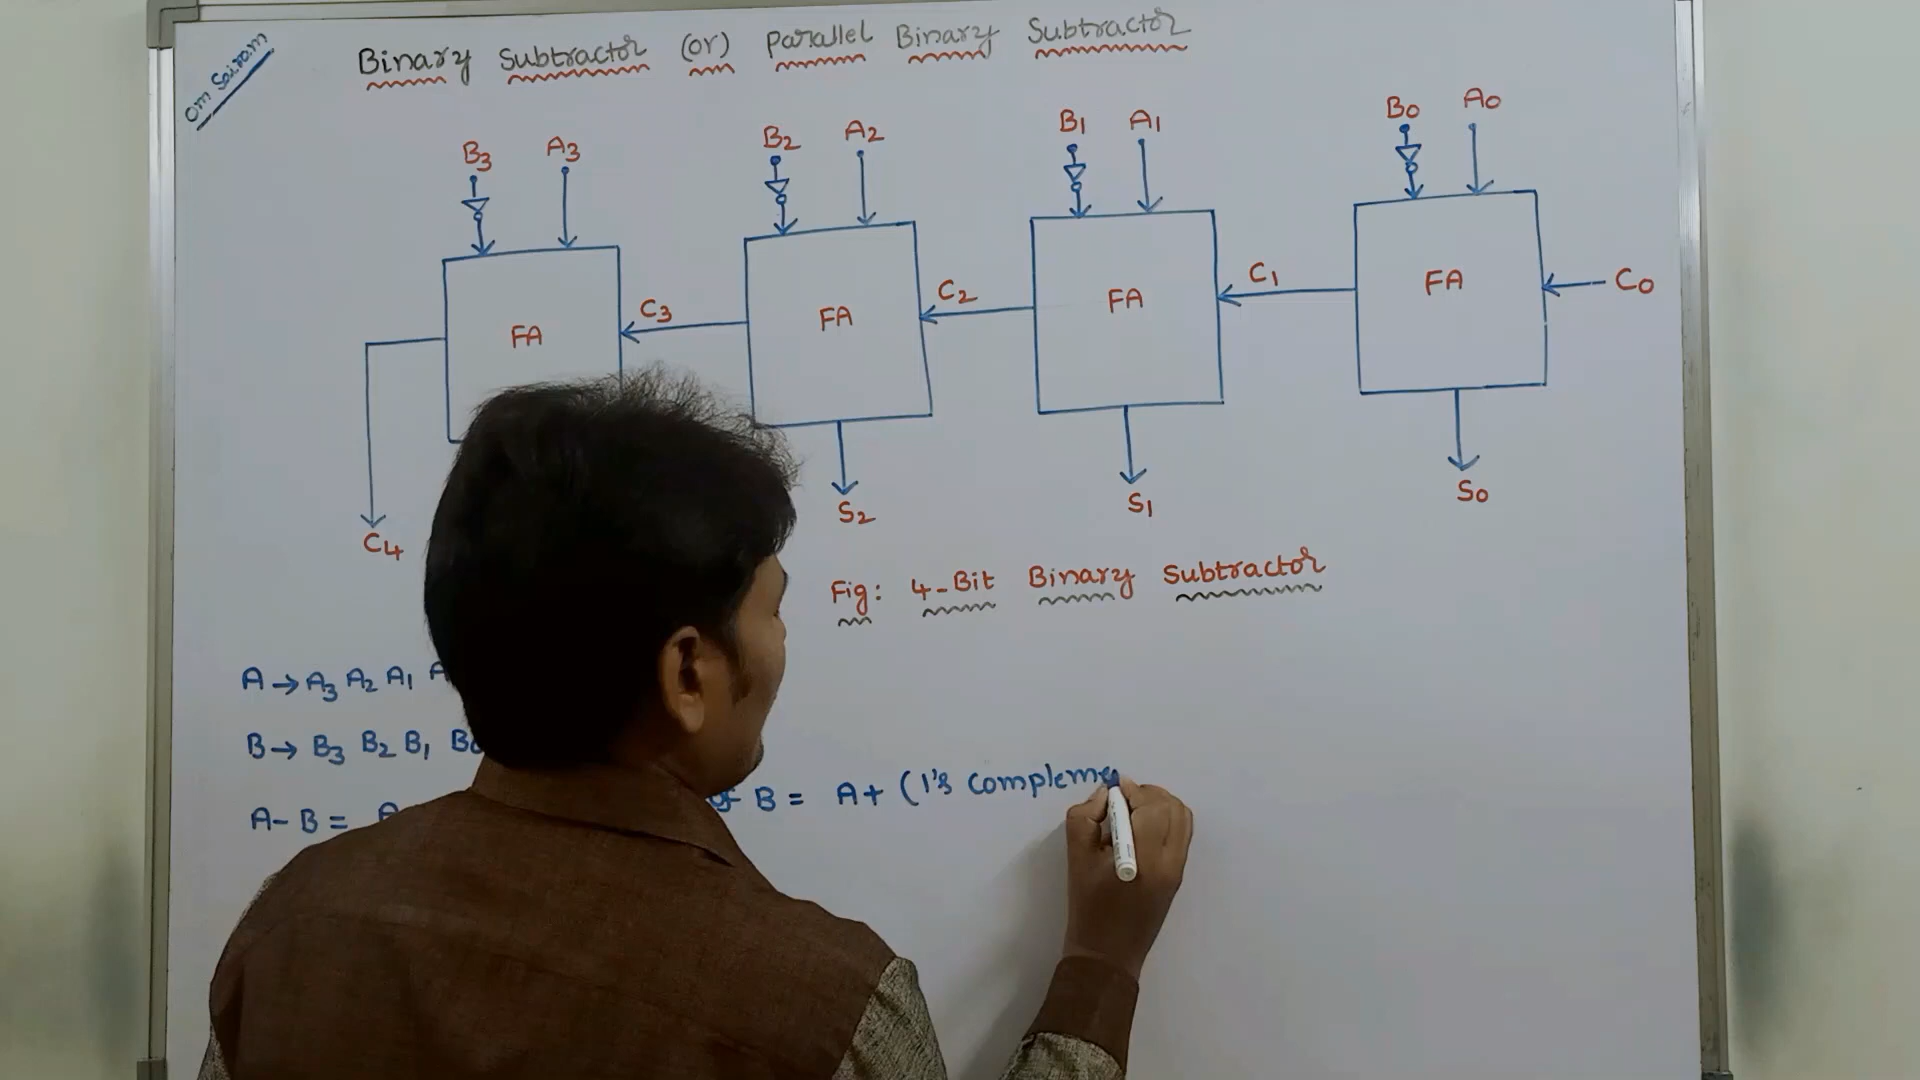 Om Sairam
Binary Subtractor (or) Parallel Binary Subtractor
B3 A3 B2 A2 B1 A1 B0 A0
FA C3 FA C2 FA C1 FA C0
C4 S2 S1 S0
Fig: 4-Bit Binary Subtractor
A → A3 A2 A1
B → B3 B2 B1 B0
A - B = A of B = A + (1's Compleme